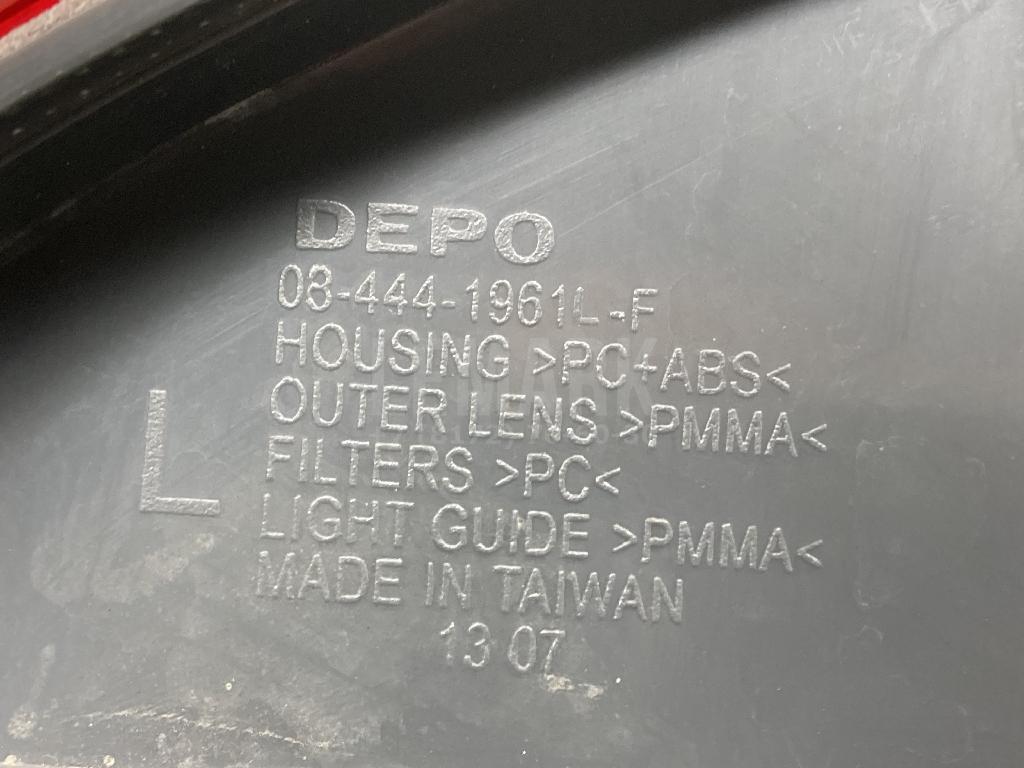 DEPO
08-444-1961L-F
HOUSING >PC+ABS<
OUTER LENS >PMMA<
FILTERS >PC<
LIGHT GUIDE >PMMA<
MADE IN TAIWAN
13 07
L